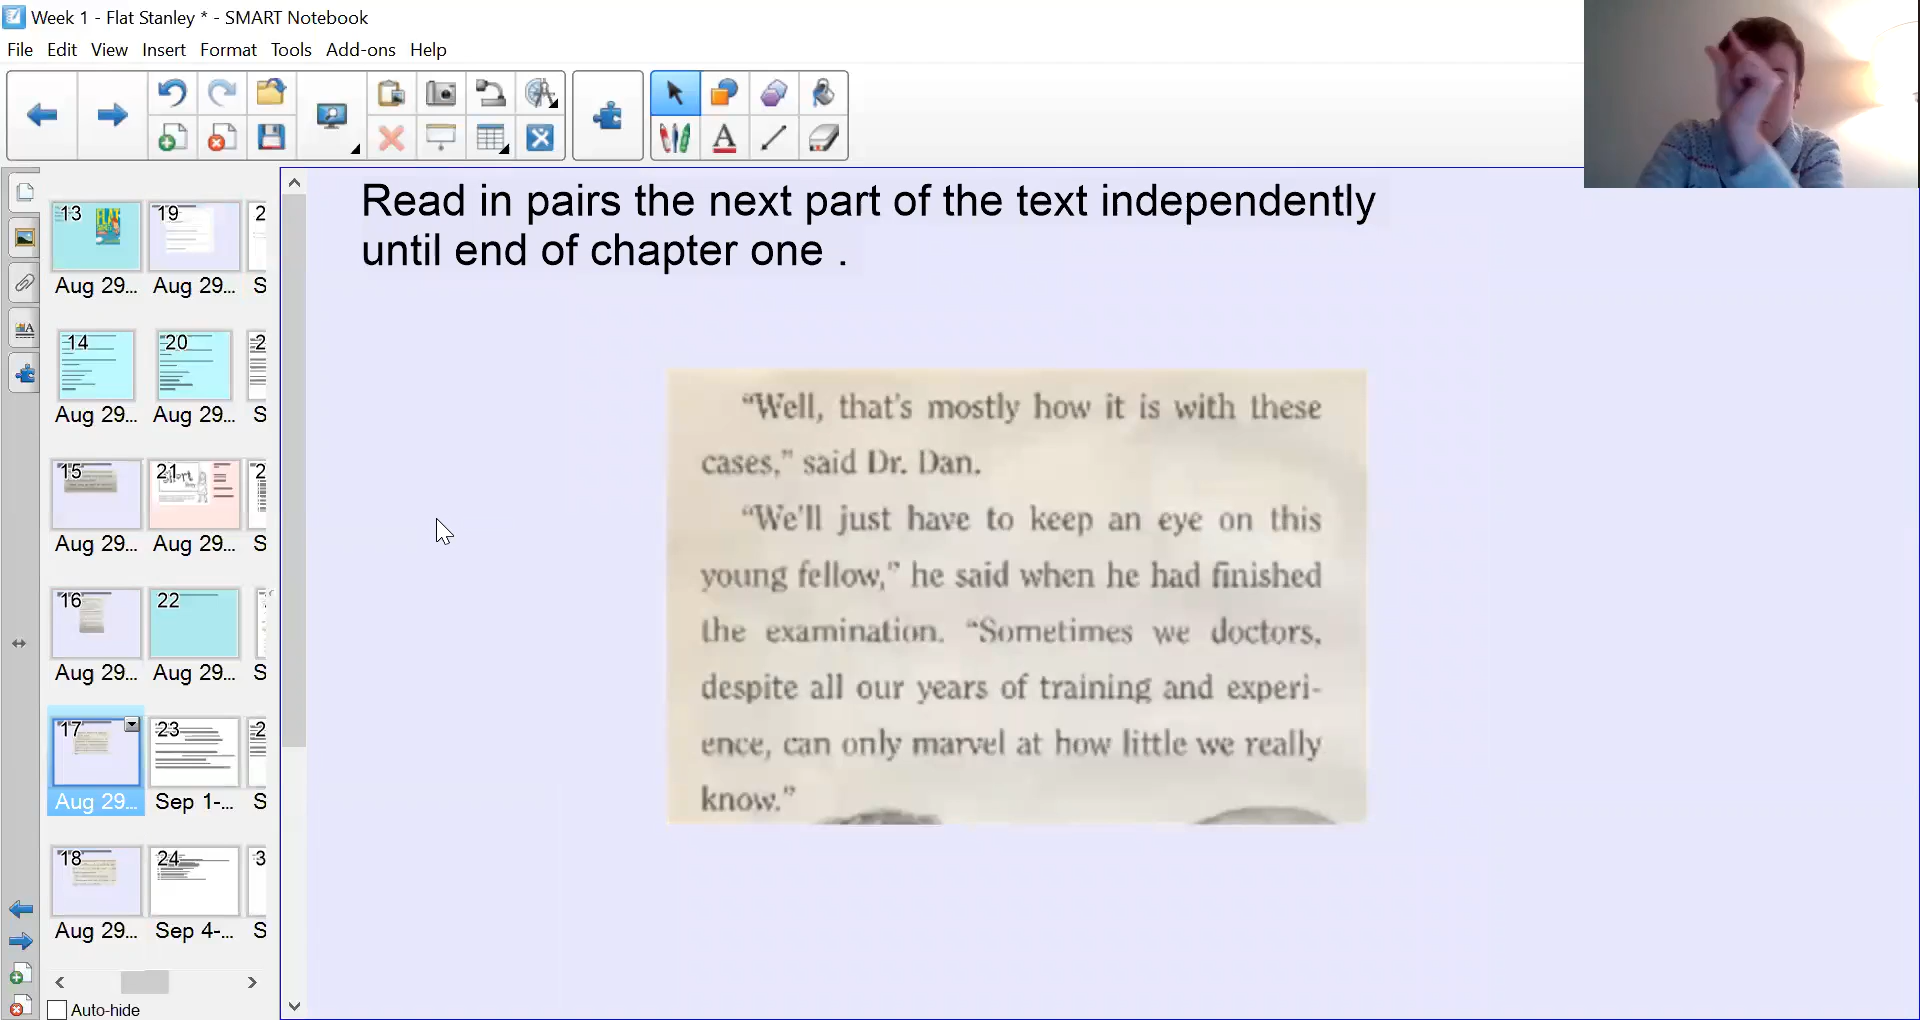 Week 1 - Flat Stanley * - SMART Notebook
File Edit View Insert Format Tools Add-ons Help
Read in pairs the next part of the text independently
until end of chapter one .
“Well, that's mostly how it is with these
cases,” said Dr. Dan.
“We'll just have to keep an eye on this
young fellow,” he said when he had finished
the examination. “Sometimes we doctors,
despite all our years of training and experi-
ence, can only marvel at how little we really
know.”
13 19 2
Aug 29... Aug 29... S
14 20 2
Aug 29... Aug 29... S
15 21 2
Short
Aug 29... Aug 29... S
16 22
Aug 29... Aug 29... S
17 23 2
Aug 29... Sep 1-... S
18 24 3
Aug 29... Sep 4-... S
Auto-hide